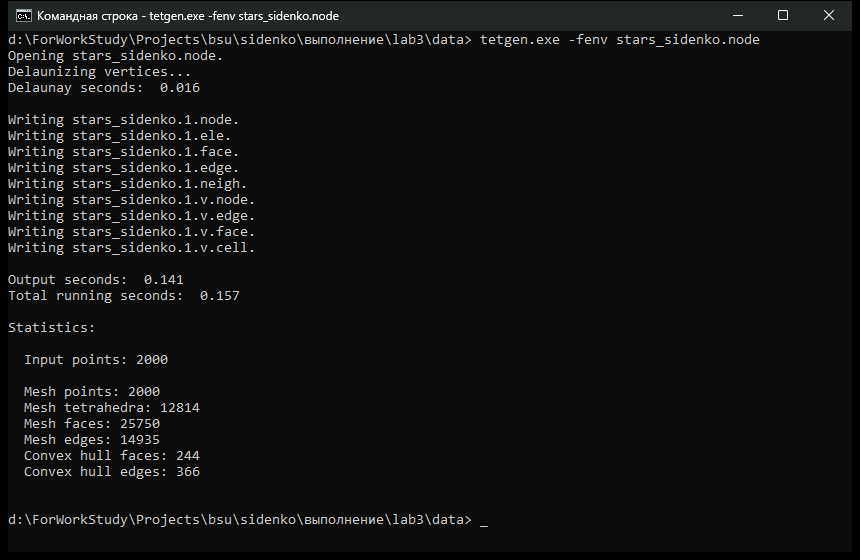 Командная строка - tetgen.exe -fenv stars_sidenko.node
d:\ForWorkStudy\Projects\bsu\sidenko\выполнение\lab3\data> tetgen.exe -fenv stars_sidenko.node
Opening stars_sidenko.node.
Delaunizing vertices...
Delaunay seconds:  0.016
Writing stars_sidenko.1.node.
Writing stars_sidenko.1.ele.
Writing stars_sidenko.1.face.
Writing stars_sidenko.1.edge.
Writing stars_sidenko.1.neigh.
Writing stars_sidenko.1.v.node.
Writing stars_sidenko.1.v.edge.
Writing stars_sidenko.1.v.face.
Writing stars_sidenko.1.v.cell.
Output seconds:  0.141
Total running seconds:  0.157
Statistics:
Input points: 2000
Mesh points: 2000
Mesh tetrahedra: 12814
Mesh faces: 25750
Mesh edges: 14935
Convex hull faces: 244
Convex hull edges: 366
d:\ForWorkStudy\Projects\bsu\sidenko\выполнение\lab3\data> _